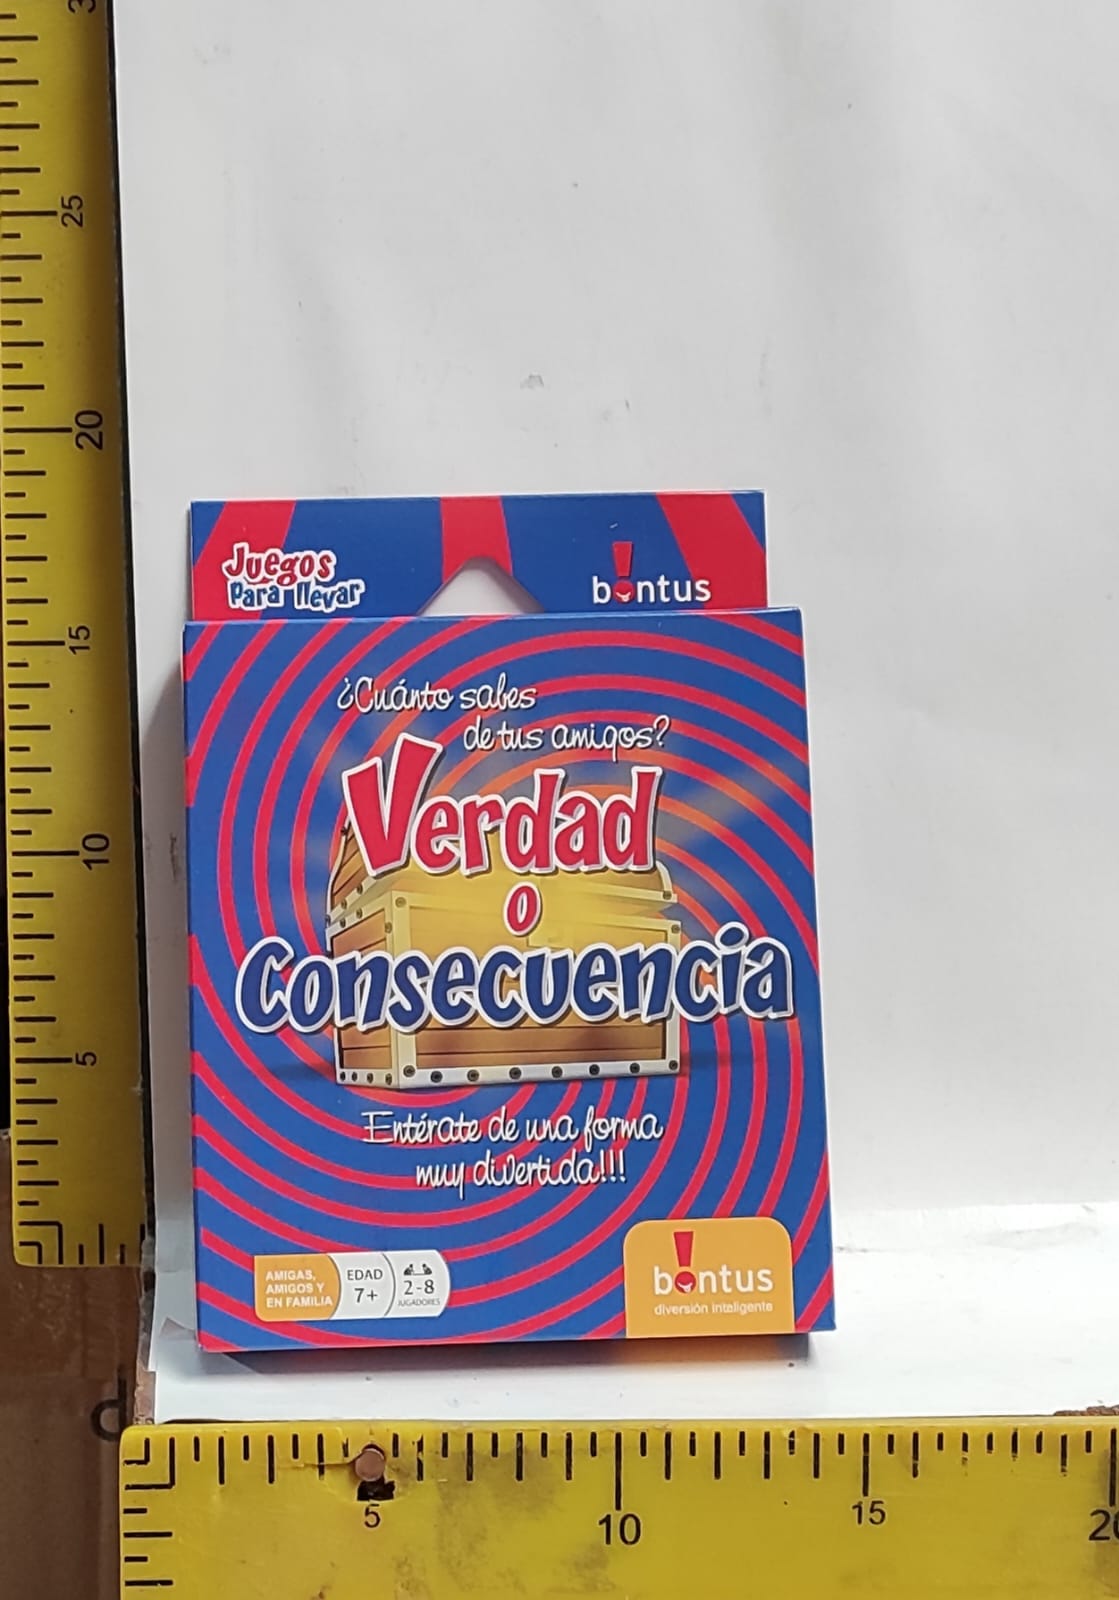 25
20
15
10
5
Juegos
Para llevar
bontus
¿Cuánto sabes
de tus amigos?
Verdad
o
Consecuencia
Entérate de una forma
muy divertida!!!
AMIGAS,
AMIGOS Y
EN FAMILIA
EDAD
7+
2-8
JUGADORES
bontus
diversión inteligente
5
10
15